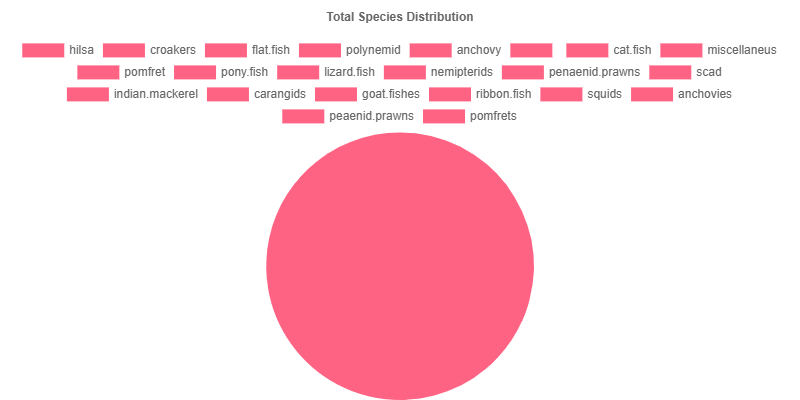 Total Species Distribution
hilsa croakers flat.fish polynemid anchovy cat.fish miscellaneus
pomfret pony.fish lizard.fish nemipterids penaenid.prawns scad
indian.mackerel carangids goat.fishes ribbon.fish squids anchovies
peaenid.prawns pomfrets